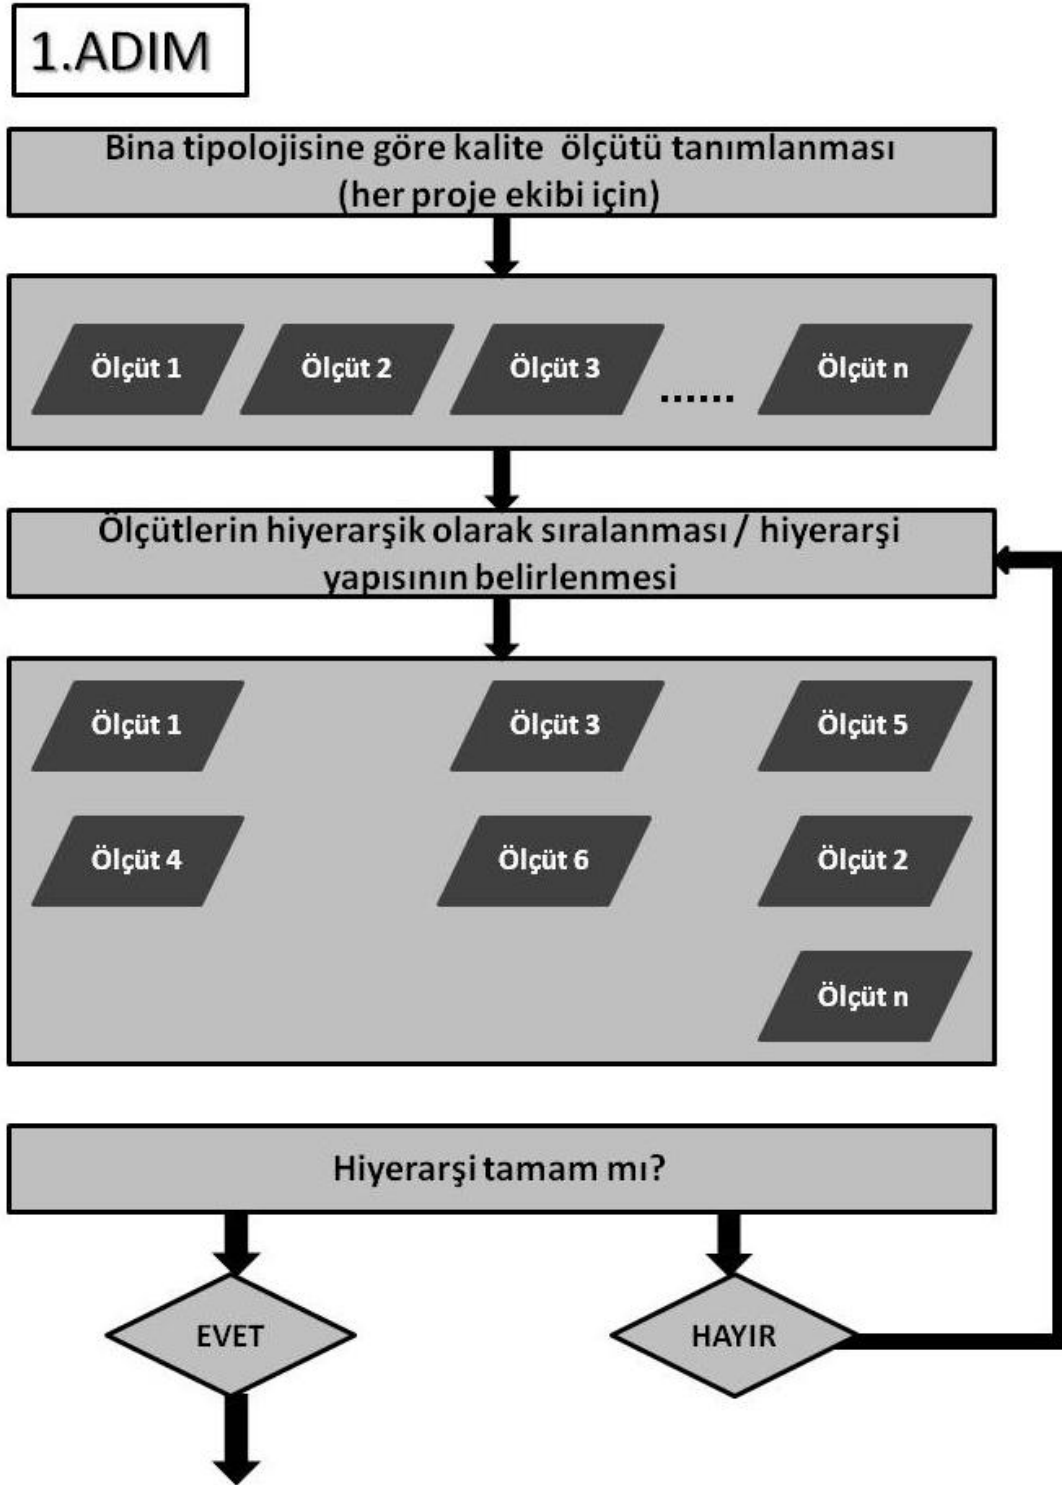 1.ADIM
Bina tipolojisine göre kalite ölçütü tanımlanması
(her proje ekibi için)
Ölçüt 1
Ölçüt 2
Ölçüt 3
......
Ölçüt n
Ölçütlerin hiyerarşik olarak sıralanması / hiyerarşi
yapısının belirlenmesi
Ölçüt 1
Ölçüt 3
Ölçüt 5
Ölçüt 4
Ölçüt 6
Ölçüt 2
Ölçüt n
Hiyerarşi tamam mı?
EVET
HAYIR